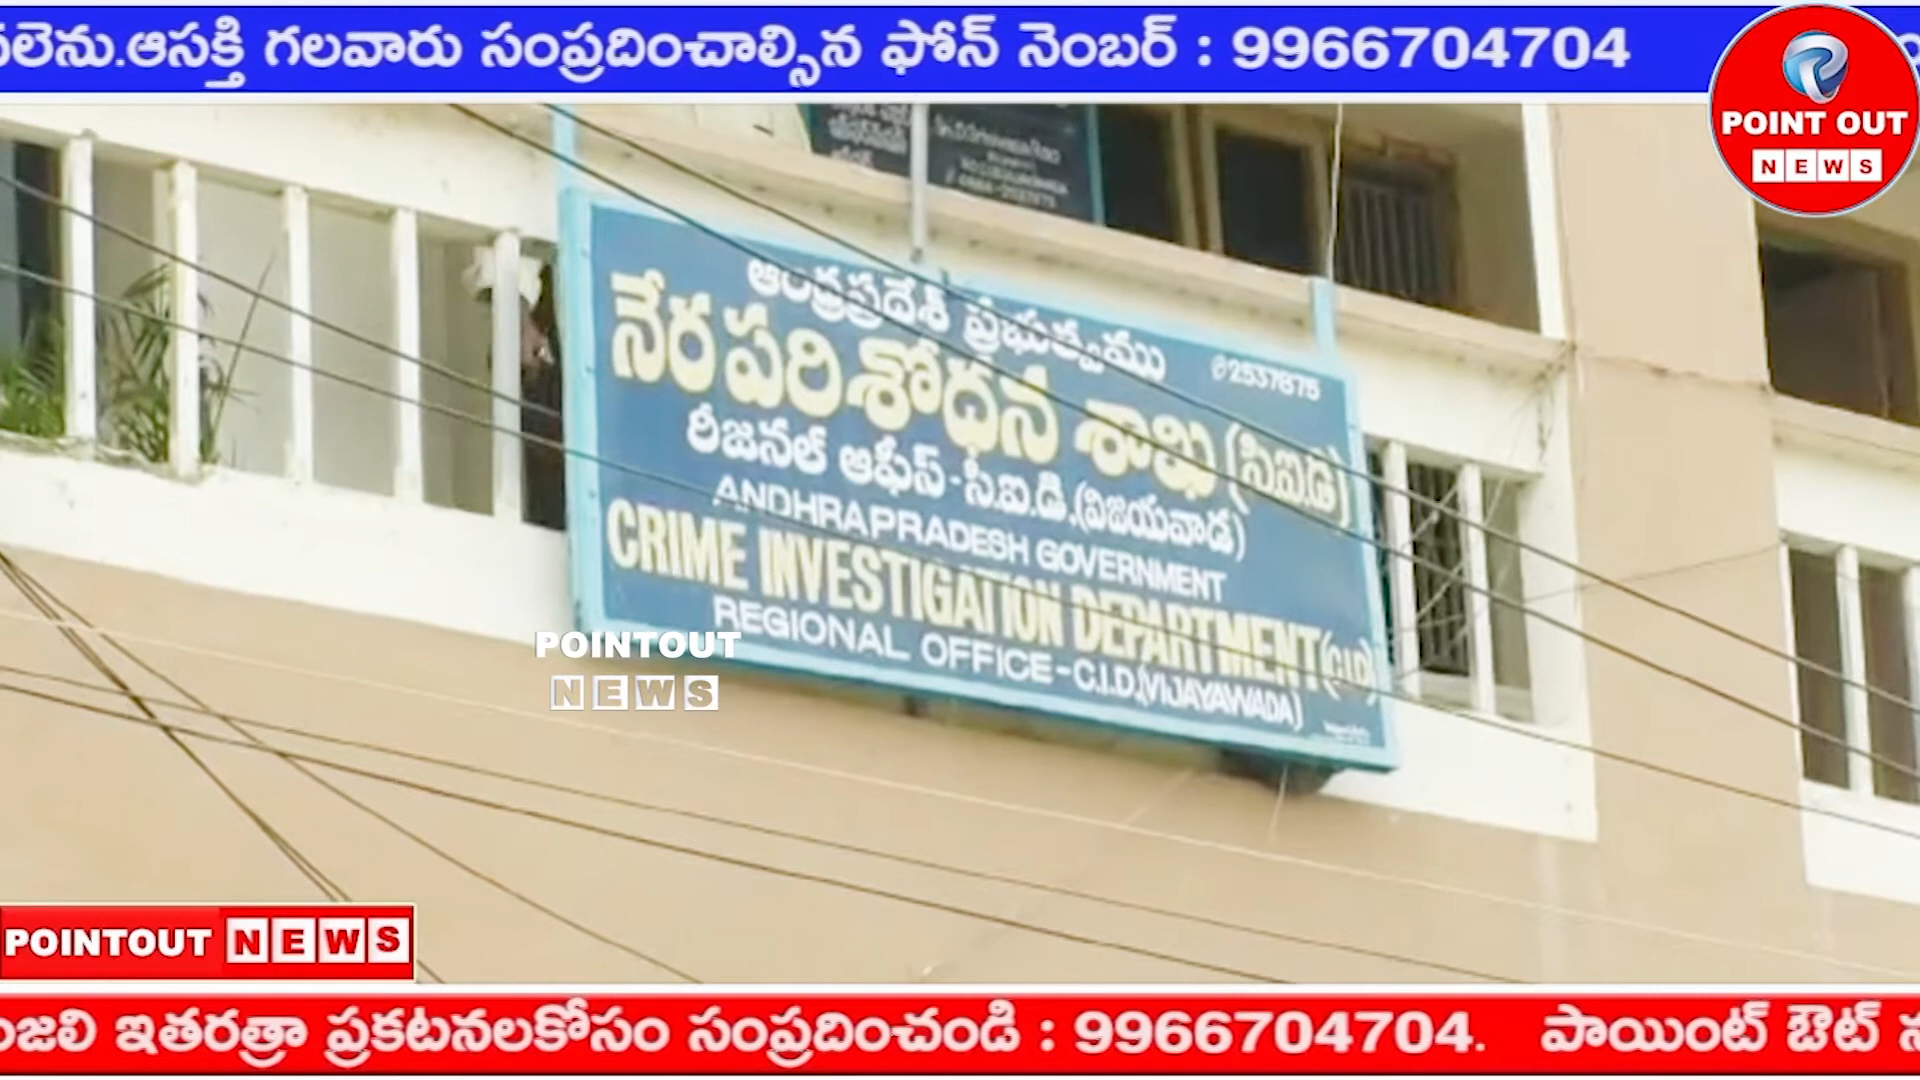 వలెను.ఆసక్తి గలవారు సంప్రదించాల్సిన ఫోన్ నెంబర్ : 9966704704
POINT OUT
NEWS
ఆంధ్రప్రదేశ్ ప్రభుత్వము
✆2537875
నేర పరిశోధన శాఖ (సి.ఐ.డి)
రీజనల్ ఆఫీస్-సి.ఐ.డి.,(విజయవాడ)
ANDHRAPRADESH GOVERNMENT
CRIME INVESTIGATION DEPARTMENT(C.I.D)
REGIONAL OFFICE-C.I.D,(VIJAYAWADA)
POINTOUT
NEWS
POINTOUT NEWS
ఇతరత్రా ప్రకటనలకోసం సంప్రదించండి : 9966704704. పాయింట్ ఔట్